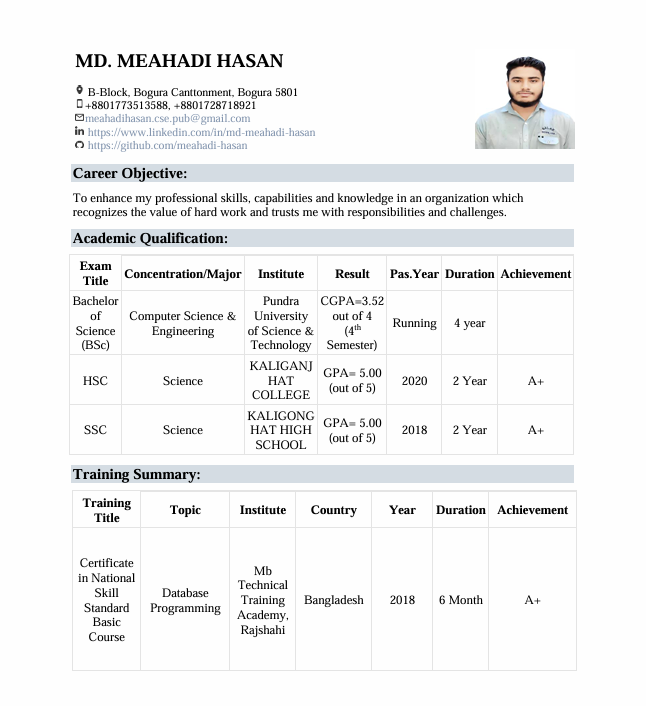 MD. MEAHADI HASAN
B-Block, Bogura Canttonment, Bogura 5801
+8801773513588, +8801728718921
meahadihasan.cse.pub@gmail.com
https://www.linkedin.com/in/md-meahadi-hasan
https://github.com/meahadi-hasan
Career Objective:
To enhance my professional skills, capabilities and knowledge in an organization which
recognizes the value of hard work and trusts me with responsibilities and challenges.
Academic Qualification:
Exam
Title
Concentration/Major
Institute
Result
Pas.Year
Duration
Achievement
Bachelor
of
Science
(BSc)
Computer Science &
Engineering
Pundra
University
of Science &
Technology
CGPA=3.52
out of 4
(4th
Semester)
Running
4 year
HSC
Science
KALIGANJ
HAT
COLLEGE
GPA= 5.00
(out of 5)
2020
2 Year
A+
SSC
Science
KALIGONG
HAT HIGH
SCHOOL
GPA= 5.00
(out of 5)
2018
2 Year
A+
Training Summary:
Training
Title
Topic
Institute
Country
Year
Duration
Achievement
Certificate
in National
Skill
Standard
Basic
Course
Database
Programming
Mb
Technical
Training
Academy,
Rajshahi
Bangladesh
2018
6 Month
A+